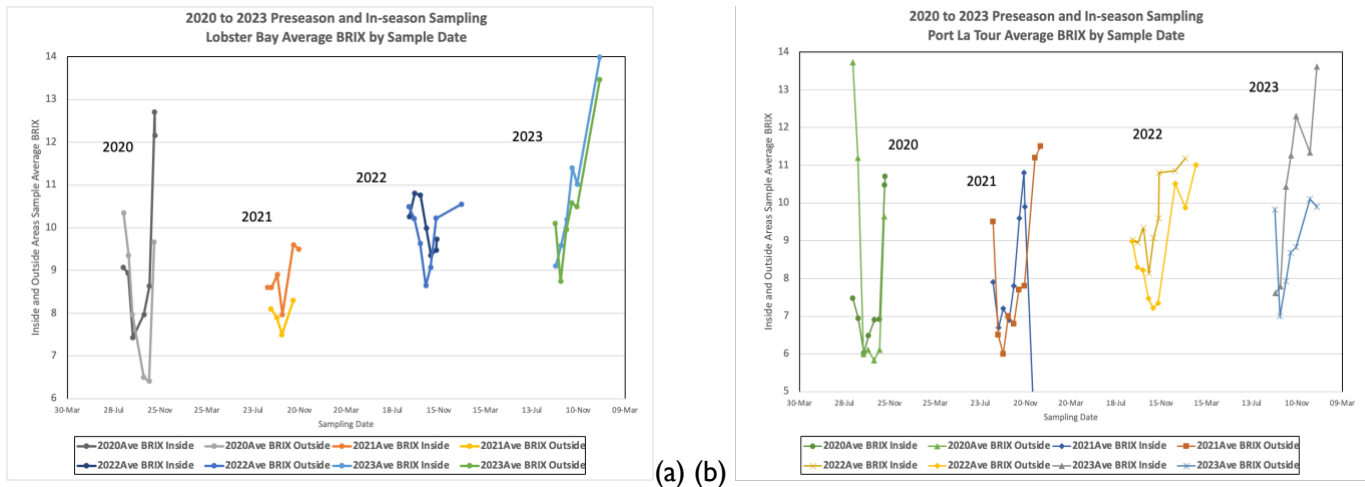 2020 to 2023 Preseason and In-season Sampling
Lobster Bay Average BRIX by Sample Date
Inside and Outside Areas Sample Average BRIX
14
13
12
11
10
9
8
7
6
2020
2021
2022
2023
30-Mar 28-Jul 25-Nov 25-Mar 23-Jul 20-Nov 20-Mar 18-Jul 15-Nov 15-Mar 13-Jul 10-Nov 09-Mar
Sampling Date
2020Ave BRIX Inside 2020Ave BRIX Outside 2021Ave BRIX Inside 2021Ave BRIX Outside
2022Ave BRIX Inside 2022Ave BRIX Outside 2023Ave BRIX Inside 2023Ave BRIX Outside
(a) (b)
2020 to 2023 Preseason and In-season Sampling
Port La Tour Average BRIX by Sample Date
Inside and Outside Areas Sample Average BRIX
14
13
12
11
10
9
8
7
6
5
2020
2021
2022
2023
30-Mar 28-Jul 25-Nov 25-Mar 23-Jul 20-Nov 20-Mar 18-Jul 15-Nov 15-Mar 13-Jul 10-Nov 09-Mar
Sampling Date
2020Ave BRIX Inside 2020Ave BRIX Outside 2021Ave BRIX Inside 2021Ave BRIX Outside
2022Ave BRIX Inside 2022Ave BRIX Outside 2023Ave BRIX Inside 2023Ave BRIX Outside